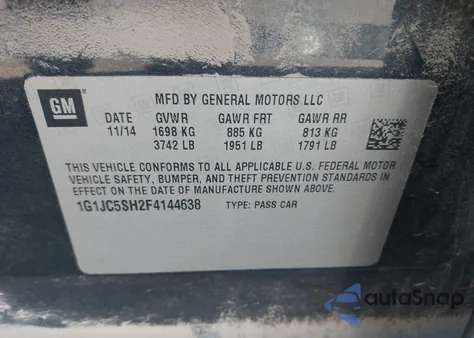 GM ®
MFD BY GENERAL MOTORS LLC
DATE GVWR GAWR FRT GAWR RR
11/14 1698 KG 885 KG 813 KG
3742 LB 1951 LB 1791 LB
THIS VEHICLE CONFORMS TO ALL APPLICABLE U.S. FEDERAL MOTOR
VEHICLE SAFETY, BUMPER, AND THEFT PREVENTION STANDARDS IN
EFFECT ON THE DATE OF MANUFACTURE SHOWN ABOVE.
1G1JC5SH2F4144638 TYPE: PASS CAR
autoSnap